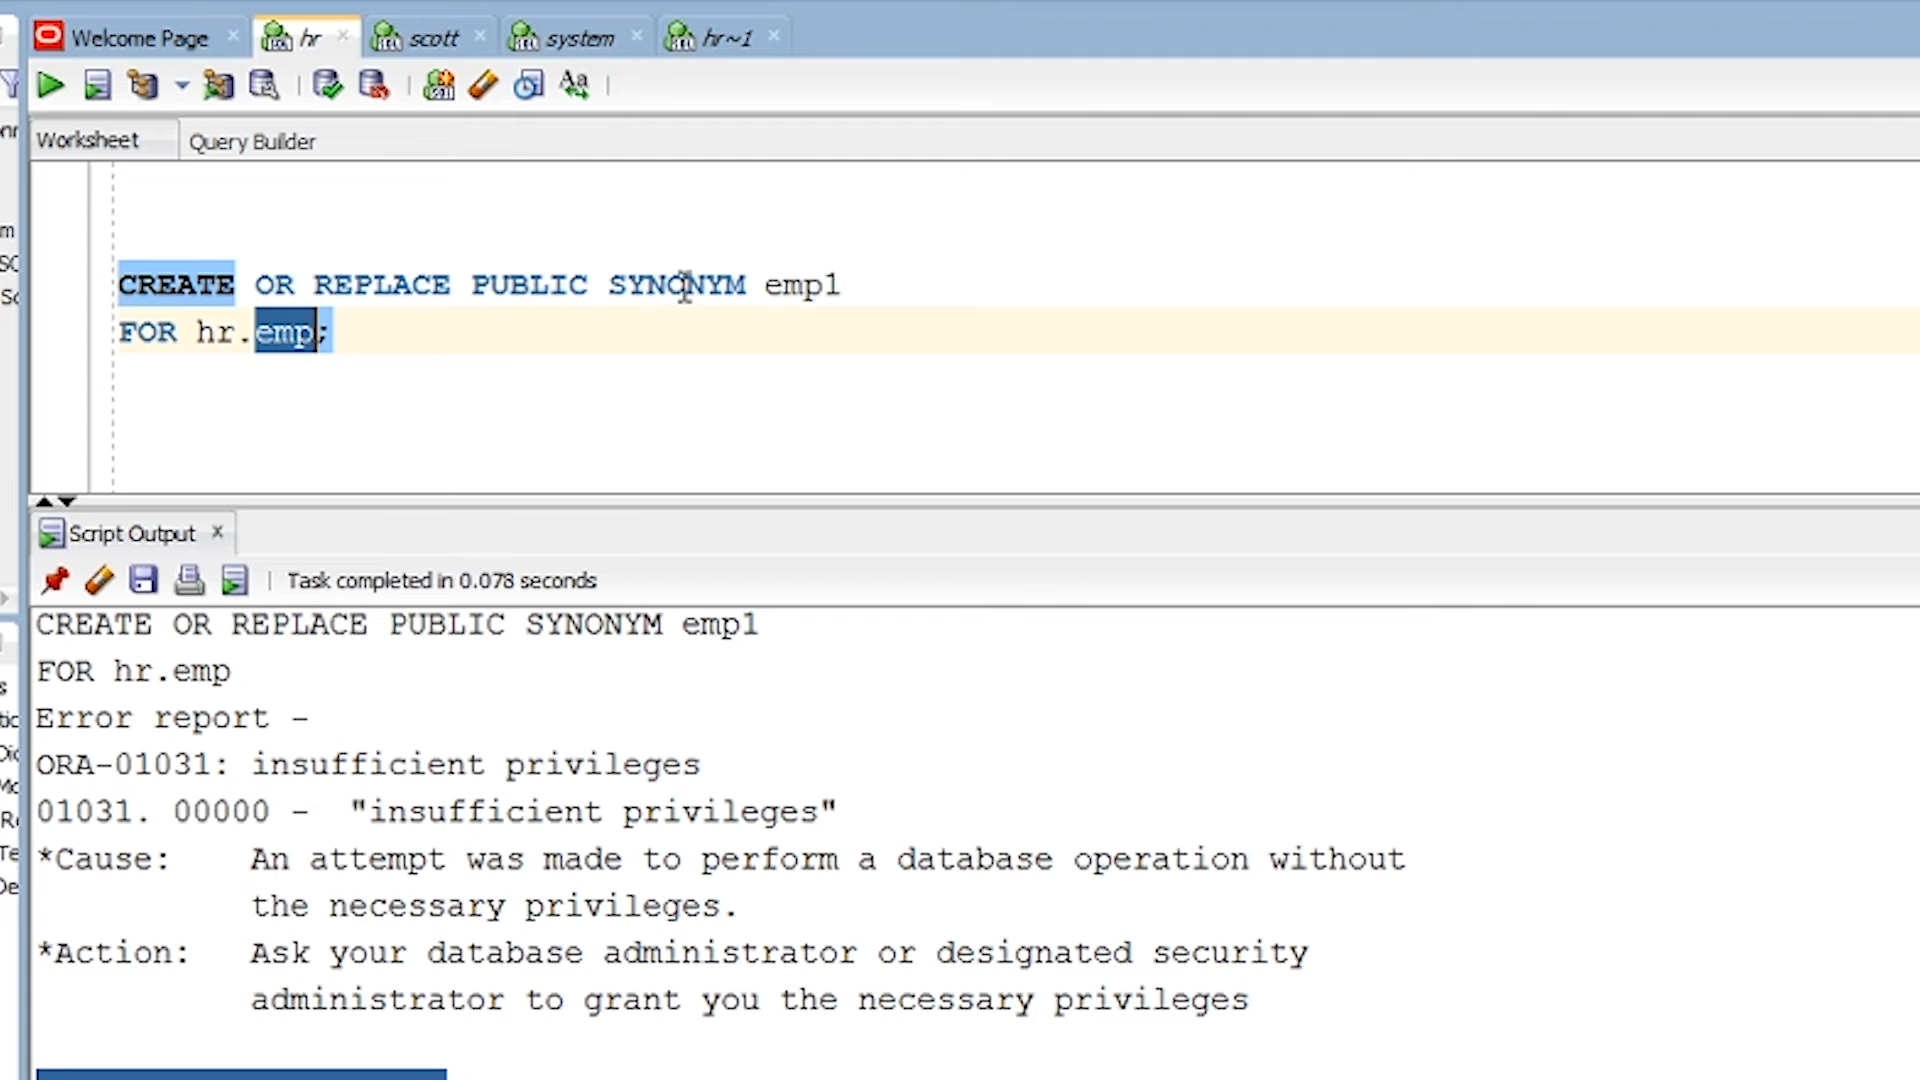 Welcome Page
hr
scott
system
hr~1
Worksheet
Query Builder
CREATE OR REPLACE PUBLIC SYNONYM emp1
FOR hr.emp;
Script Output
Task completed in 0.078 seconds
CREATE OR REPLACE PUBLIC SYNONYM emp1
FOR hr.emp
Error report -
ORA-01031: insufficient privileges
01031. 00000 -  "insufficient privileges"
*Cause:    An attempt was made to perform a database operation without
the necessary privileges.
*Action:   Ask your database administrator or designated security
administrator to grant you the necessary privileges